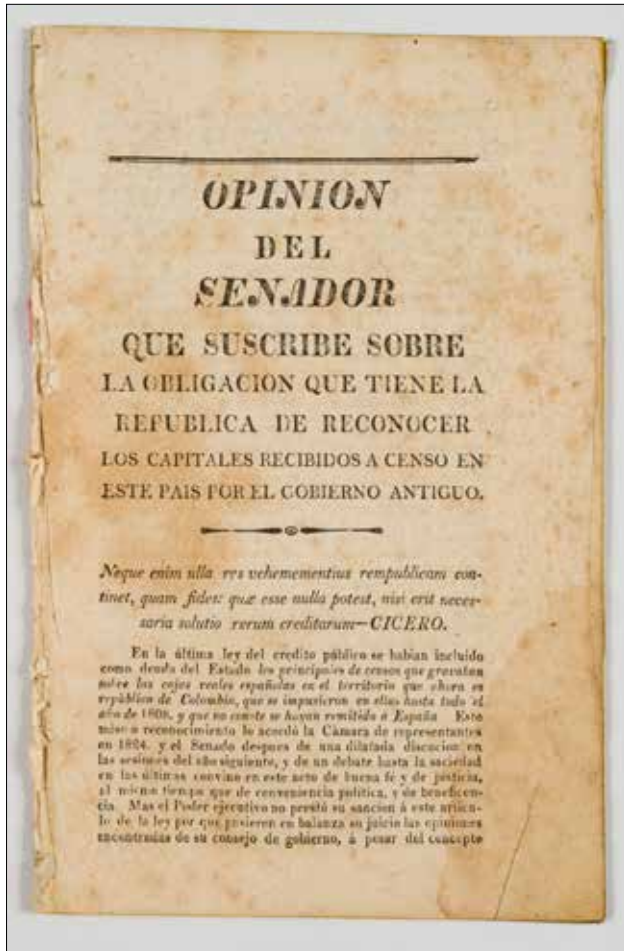 OPINION
DEL
SENADOR
QUE SUSCRIBE SOBRE
LA OBLIGACION QUE TIENE LA
REPUBLICA DE RECONOCER
LOS CAPITALES RECIBIDOS A CENSO EN
ESTE PAIS POR EL GOBIERNO ANTIGUO.
Neque enim ulla res vehemementius rempublicam con-
tinet, quam fides: quæ esse nulla potest, nisi erit neces-
saria solutio rerum creditarum—CICERO.
En la última ley del credito público se habian incluido
como deuda del Estado los principales de censos que gravaban
sobre las cajas reales españolas en el territorio que ahora es
república de Colombia, que se impusieron en ellas hasta todo el
año de 1808, y que no conste se hayan remitido á España Este
mismo reconocimiento lo acordó la Cámara de representantes
en 1824. y el Senado despues de una dilatada discucion en
las sesiones del año siguiente, y de un debate hasta la saciedad
en las últimas convino en este acto de buena fé y de justicia,
al mismo tiempo que de conveniencia política, y de beneficen-
cia Mas el Poder ejecutivo no prestó su sancion á este articu-
lo de la ley por que pusieren en balanza su juicio las opiniones
encontradas de su consejo de gobierno, á pesar del concepto